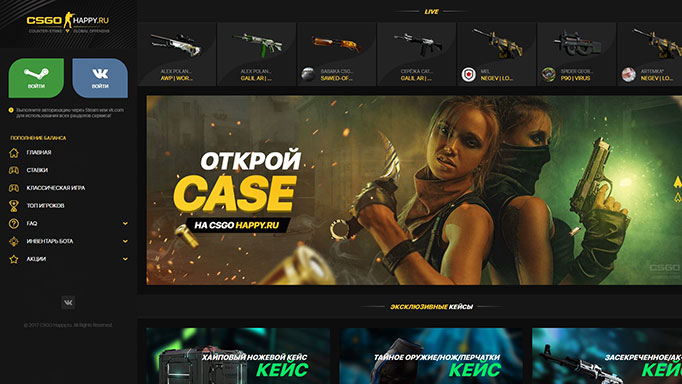 CSGO HAPPY.RU
COUNTER-STRIKE GLOBAL OFFENSIVE
ВОЙТИ
ВОЙТИ
Выполните авторизацию через Steam или vk.com
для использования всех разделов сервиса!
ПОПОЛНЕНИЕ БАЛАНСА
ГЛАВНАЯ
СТАВКИ
КЛАССИЧЕСКАЯ ИГРА
ТОП ИГРОКОВ
FAQ
ИНВЕНТАРЬ БОТА
АКЦИИ
© 2017 CSGO Happy.ru. All Rights Reserved.
LIVE
ALEX POLAN...
AWP | WOR...
ALEX POLAN...
GALIL AR | ...
BABAIKA CSG...
SAWED-OF...
СЕРЁЖА CAT...
GALIL AR | ...
MEL
NEGEV | LO...
SPIDER GEOR...
P90 | VIRUS
ARTEMKA*
NEGEV | LO...
ОТКРОЙ
CASE
НА CSGO HAPPY.RU
CSGO
ЭКСКЛЮЗИВНЫЕ КЕЙСЫ
ХАЙПОВЫЙ НОЖЕВОЙ КЕЙС
КЕЙС
ТАЙНОЕ ОРУЖИЕ/НОЖ/ПЕРЧАТКИ
КЕЙС
ЗАСЕКРЕЧЕННОЕ/АК
КЕЙС